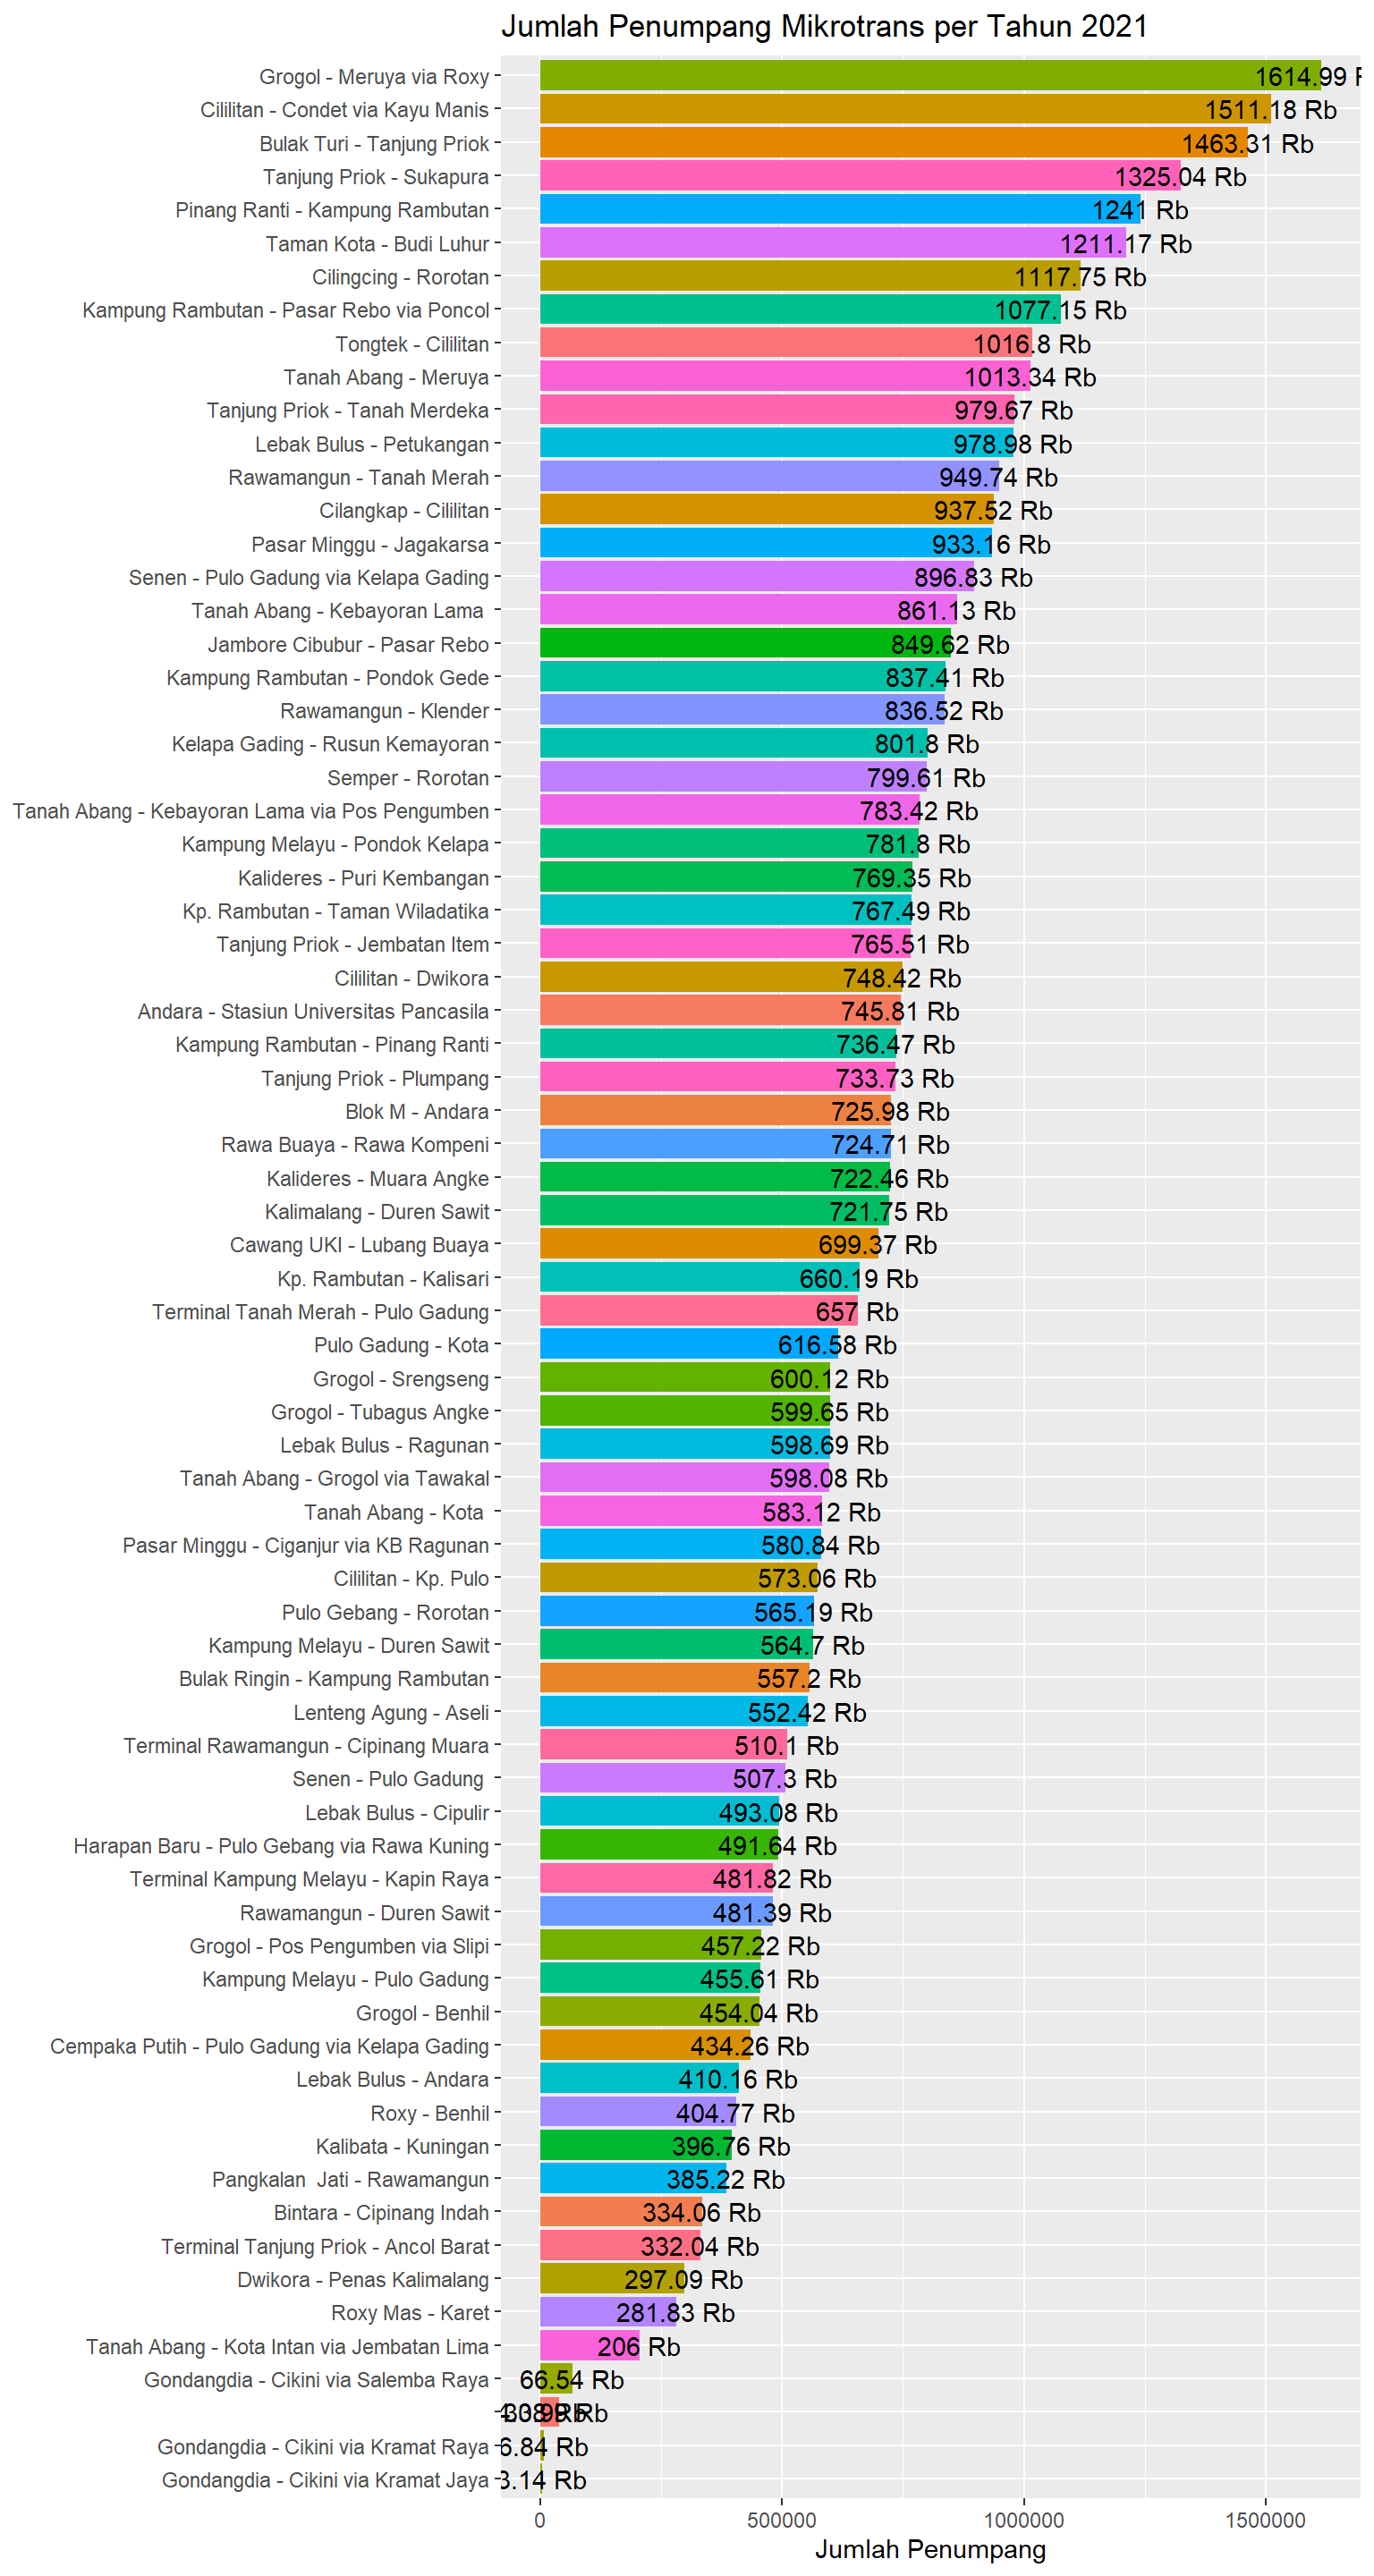 Jumlah Penumpang Mikrotrans per Tahun 2021
Grogol - Meruya via Roxy 1614.99
Cililitan - Condet via Kayu Manis 1511.18 Rb
Bulak Turi - Tanjung Priok 1463.31 Rb
Tanjung Priok - Sukapura 1325.04 Rb
Pinang Ranti - Kampung Rambutan 1241 Rb
Taman Kota - Budi Luhur 1211.17 Rb
Cilingcing - Rorotan 1117.75 Rb
Kampung Rambutan - Pasar Rebo via Poncol 1077.15 Rb
Tongtek - Cililitan 1016.8 Rb
Tanah Abang - Meruya 1013.34 Rb
Tanjung Priok - Tanah Merdeka 979.67 Rb
Lebak Bulus - Petukangan 978.98 Rb
Rawamangun - Tanah Merah 949.74 Rb
Cilangkap - Cililitan 937.52 Rb
Pasar Minggu - Jagakarsa 933.16 Rb
Senen - Pulo Gadung via Kelapa Gading 896.83 Rb
Tanah Abang - Kebayoran Lama 861.13 Rb
Jambore Cibubur - Pasar Rebo 849.62 Rb
Kampung Rambutan - Pondok Gede 837.41 Rb
Rawamangun - Klender 836.52 Rb
Kelapa Gading - Rusun Kemayoran 801.8 Rb
Semper - Rorotan 799.61 Rb
Tanah Abang - Kebayoran Lama via Pos Pengumben 783.42 Rb
Kampung Melayu - Pondok Kelapa 781.8 Rb
Kalideres - Puri Kembangan 769.35 Rb
Kp. Rambutan - Taman Wiladatika 767.49 Rb
Tanjung Priok - Jembatan Item 765.51 Rb
Cililitan - Dwikora 748.42 Rb
Andara - Stasiun Universitas Pancasila 745.81 Rb
Kampung Rambutan - Pinang Ranti 736.47 Rb
Tanjung Priok - Plumpang 733.73 Rb
Blok M - Andara 725.98 Rb
Rawa Buaya - Rawa Kompeni 724.71 Rb
Kalideres - Muara Angke 722.46 Rb
Kalimalang - Duren Sawit 721.75 Rb
Cawang UKI - Lubang Buaya 699.37 Rb
Kp. Rambutan - Kalisari 660.19 Rb
Terminal Tanah Merah - Pulo Gadung 657 Rb
Pulo Gadung - Kota 616.58 Rb
Grogol - Srengseng 600.12 Rb
Grogol - Tubagus Angke 599.65 Rb
Lebak Bulus - Ragunan 598.69 Rb
Tanah Abang - Grogol via Tawakal 598.08 Rb
Tanah Abang - Kota 583.12 Rb
Pasar Minggu - Ciganjur via KB Ragunan 580.84 Rb
Cililitan - Kp. Pulo 573.06 Rb
Pulo Gebang - Rorotan 565.19 Rb
Kampung Melayu - Duren Sawit 564.7 Rb
Bulak Ringin - Kampung Rambutan 557.2 Rb
Lenteng Agung - Aseli 552.42 Rb
Terminal Rawamangun - Cipinang Muara 510.1 Rb
Senen - Pulo Gadung 507.3 Rb
Lebak Bulus - Cipulir 493.08 Rb
Harapan Baru - Pulo Gebang via Rawa Kuning 491.64 Rb
Terminal Kampung Melayu - Kapin Raya 481.82 Rb
Rawamangun - Duren Sawit 481.39 Rb
Grogol - Pos Pengumben via Slipi 457.22 Rb
Kampung Melayu - Pulo Gadung 455.61 Rb
Grogol - Benhil 454.04 Rb
Cempaka Putih - Pulo Gadung via Kelapa Gading 434.26 Rb
Lebak Bulus - Andara 410.16 Rb
Roxy - Benhil 404.77 Rb
Kalibata - Kuningan 396.76 Rb
Pangkalan  Jati - Rawamangun 385.22 Rb
Bintara - Cipinang Indah 334.06 Rb
Terminal Tanjung Priok - Ancol Barat 332.04 Rb
Dwikora - Penas Kalimalang 297.09 Rb
Roxy Mas - Karet 281.83 Rb
Tanah Abang - Kota Intan via Jembatan Lima 206 Rb
Gondangdia - Cikini via Salemba Raya 66.54 Rb
Rb
Gondangdia - Cikini via Kramat Raya 6.84 Rb
Gondangdia - Cikini via Kramat Jaya 3.14 Rb
0 500000 1000000 1500000
Jumlah Penumpang